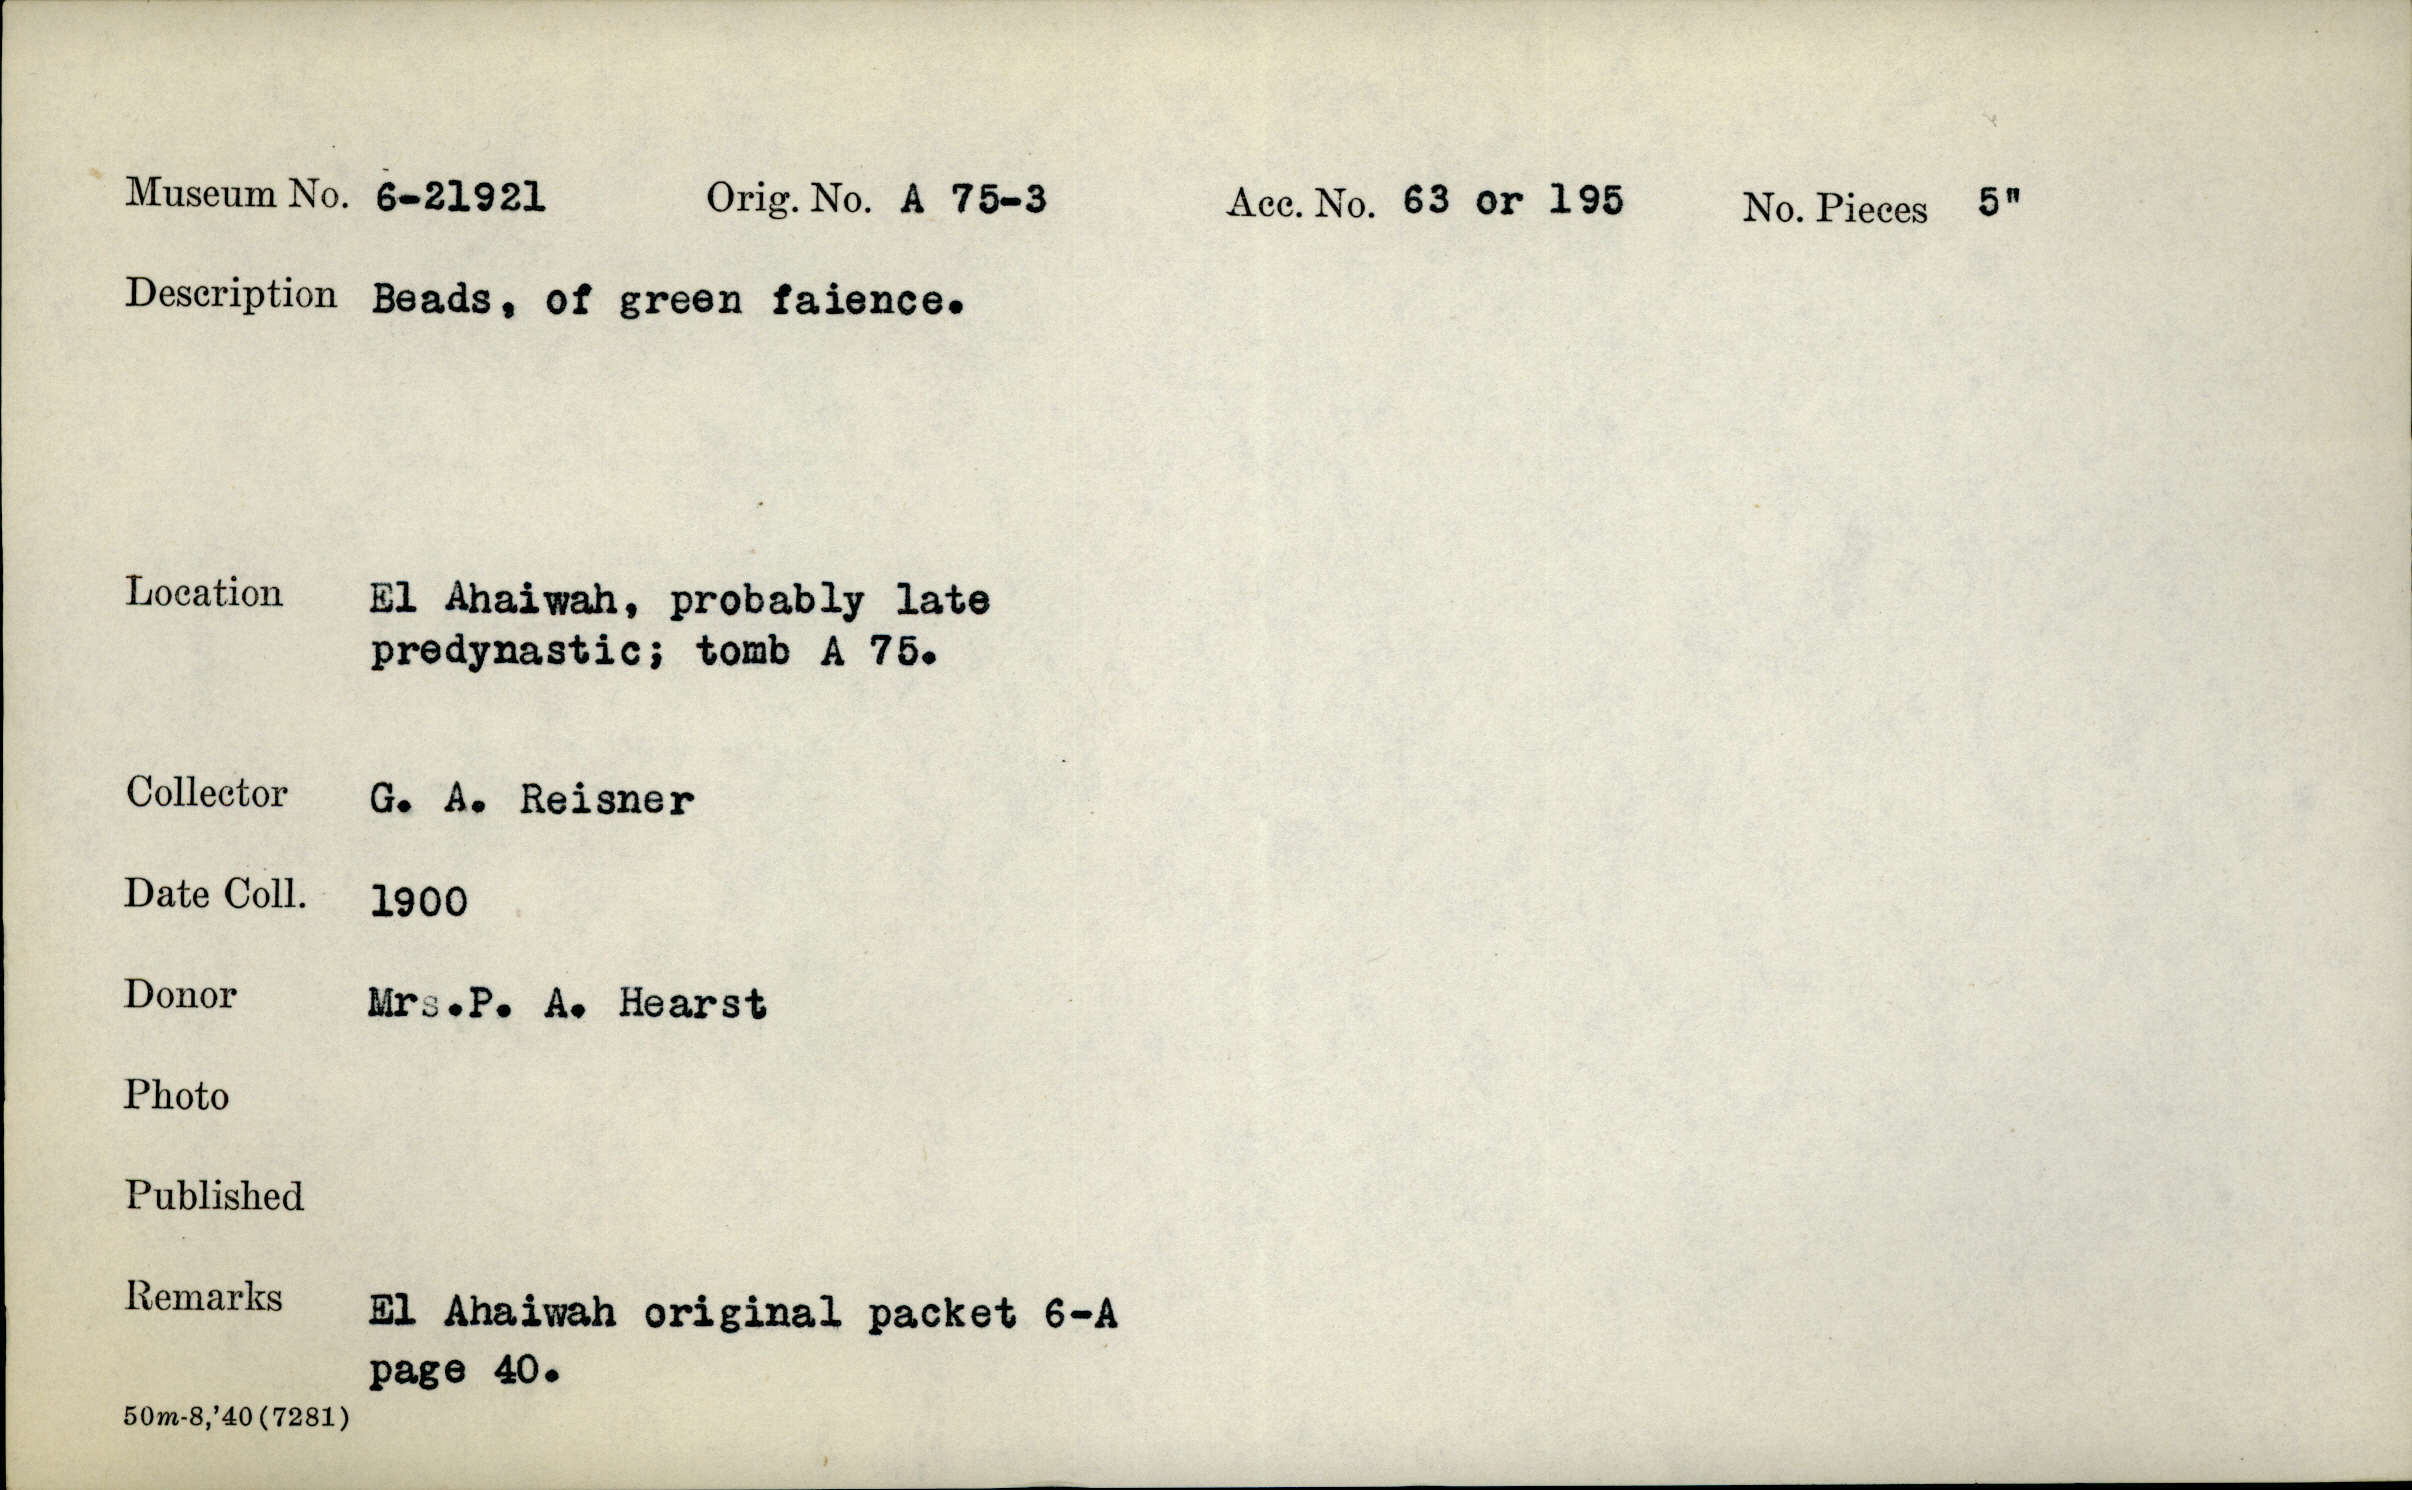 Museum No. 6-21921 Orig. No. A 75-3 Acc. No. 63 or 195 No. Pieces 5"
Description Beads, of green faience.
Location El Ahaiwah, probably late
predynastic; tomb A 75.
Collector G. A. Reisner
Date Coll. 1900
Donor Mrs.P. A. Hearst
Photo
Published
Remarks El Ahaiwah original packet 6-A
page 40.
50m-8,'40(7281)